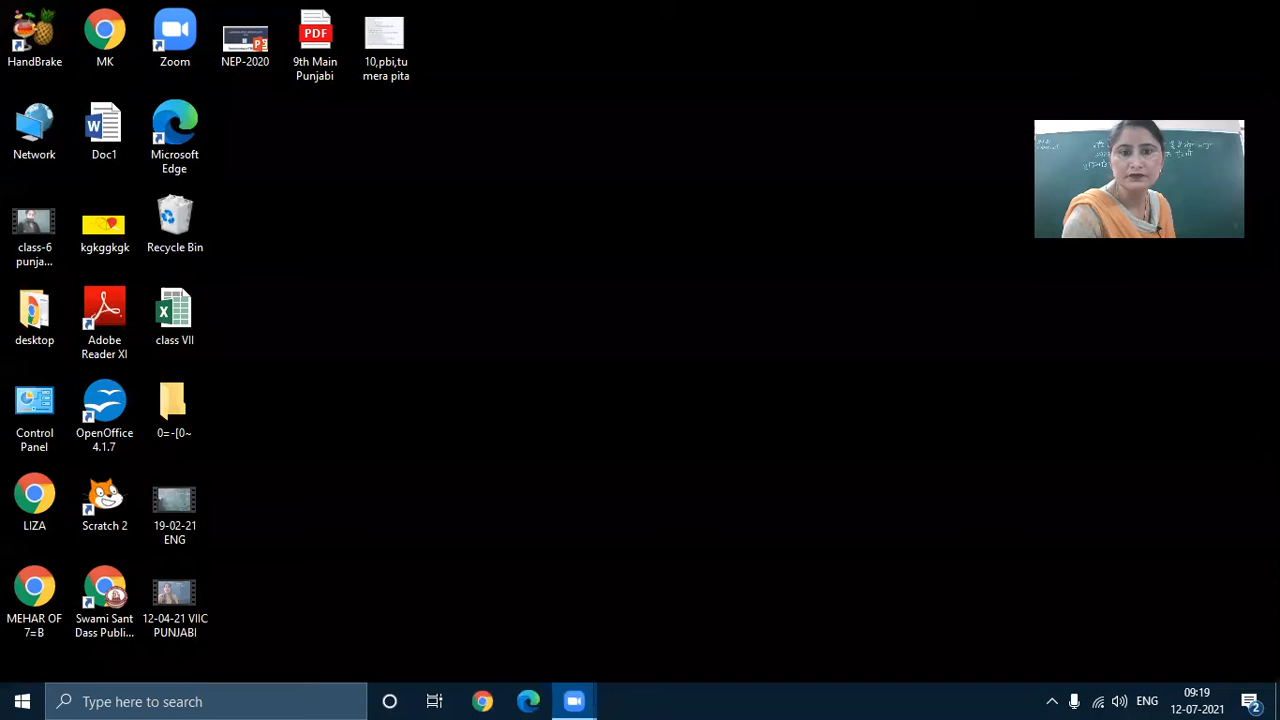 HandBrake
MK
Zoom
NEP-2020
9th Main
Punjabi
PDF
10,pbi,tu
mera pita
Network
Doc1
Microsoft
Edge
class-6
punja...
kgkggkgk
Recycle Bin
desktop
Adobe
Reader XI
class VII
Control
Panel
OpenOffice
4.1.7
0=-[0~
LIZA
Scratch 2
19-02-21
ENG
MEHAR OF
7=B
Swami Sant
Dass Publi...
12-04-21 VIIC
PUNJABI
Type here to search
ENG
09:19
12-07-2021
2